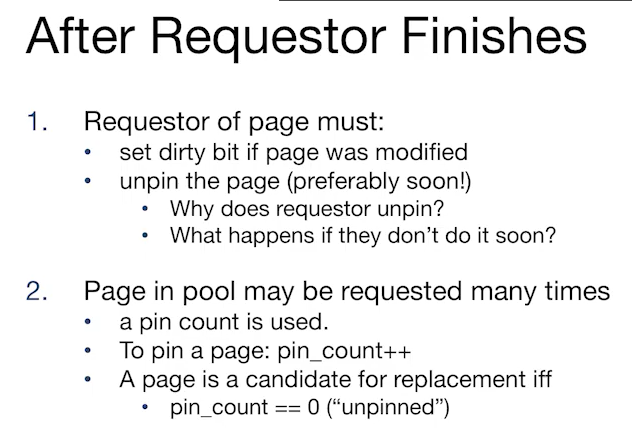 After Requestor Finishes
1. Requestor of page must:
• set dirty bit if page was modified
• unpin the page (preferably soon!)
• Why does requestor unpin?
• What happens if they don’t do it soon?
2. Page in pool may be requested many times
• a pin count is used.
• To pin a page: pin_count++
• A page is a candidate for replacement iff
• pin_count == 0 (“unpinned”)